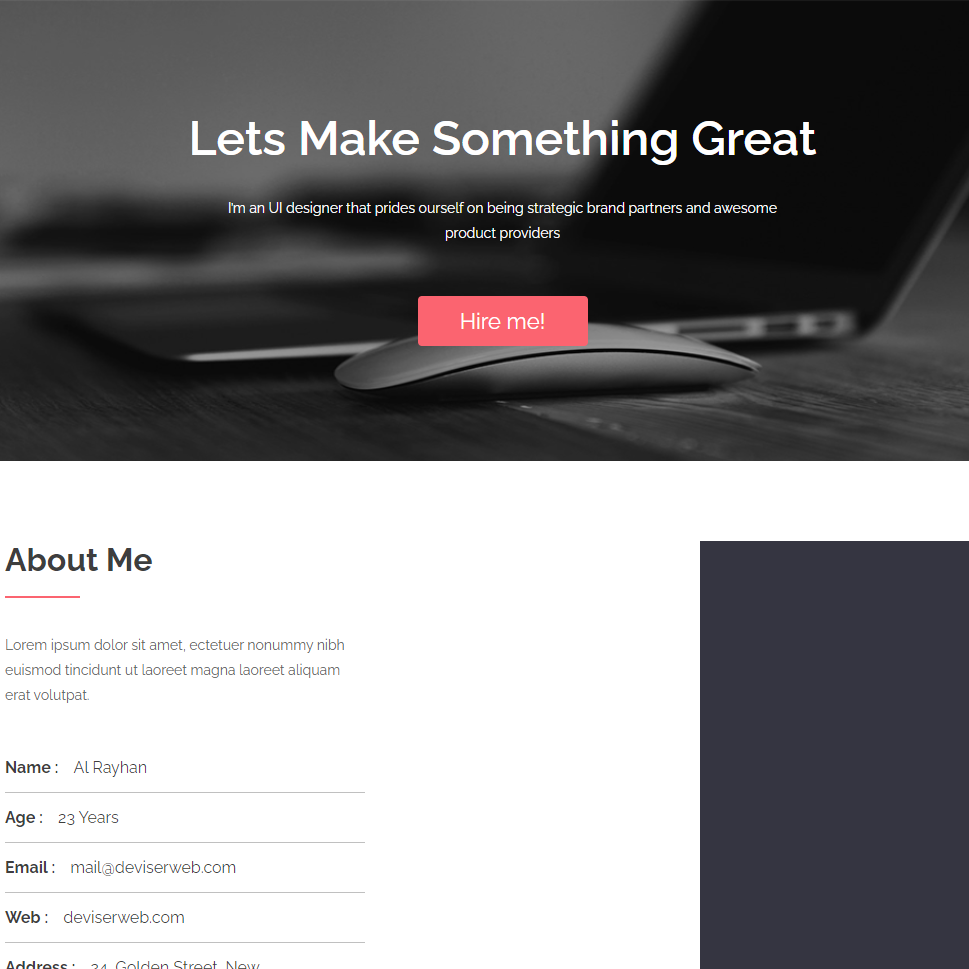 Lets Make Something Great
I'm an UI designer that prides ourself on being strategic brand partners and awesome
product providers
Hire me!
About Me
Lorem ipsum dolor sit amet, ectetuer nonummy nibh
euismod tincidunt ut laoreet magna laoreet aliquam
erat volutpat.
Name : Al Rayhan
Age : 23 Years
Email : mail@deviserweb.com
Web : deviserweb.com
Address : 24, Golden Street, New